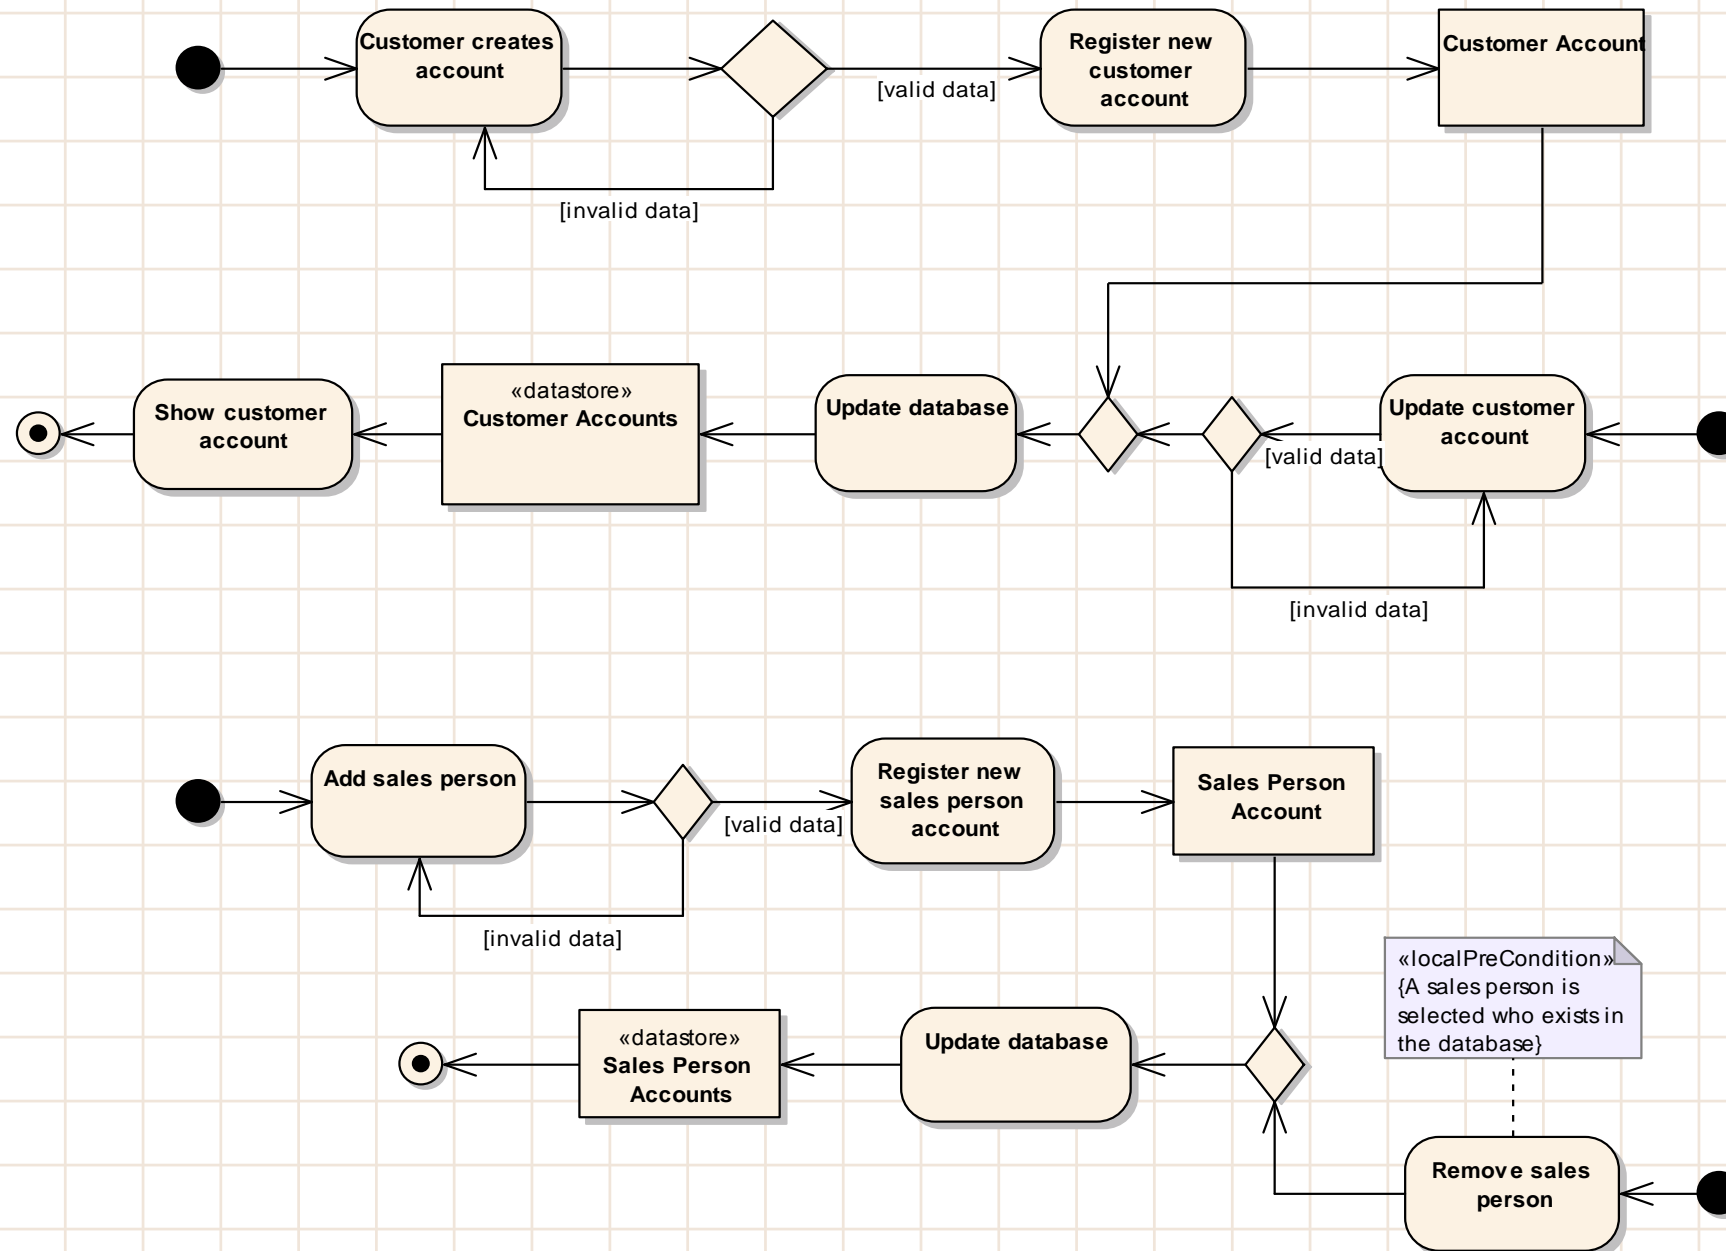 Customer creates
account
[valid data]
Register new
customer
account
Customer Account
[invalid data]
Show customer
account
«datastore»
Customer Accounts
Update database
[valid data]
Update customer
account
[invalid data]
Add sales person
[valid data]
Register new
sales person
account
Sales Person
Account
[invalid data]
«localPreCondition»
{A sales person is
selected who exists in
the database}
«datastore»
Sales Person
Accounts
Update database
Remove sales
person